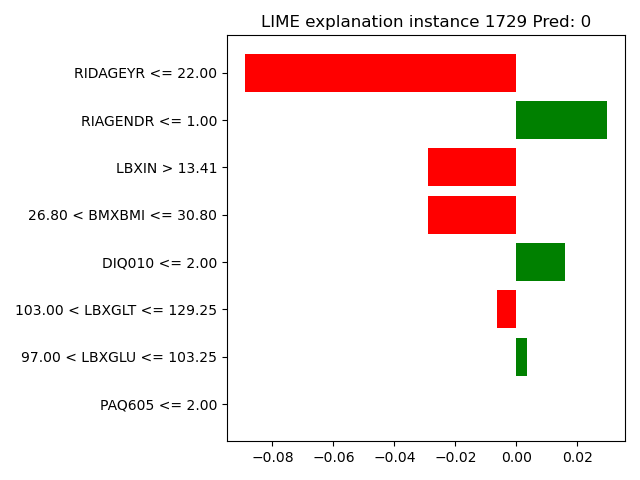 LIME explanation instance 1729 Pred: 0
RIDAGEYR <= 22.00
RIAGENDR <= 1.00
LBXIN > 13.41
26.80 < BMXBMI <= 30.80
DIQ010 <= 2.00
103.00 < LBXGLT <= 129.25
97.00 < LBXGLU <= 103.25
PAQ605 <= 2.00
−0.08 −0.06 −0.04 −0.02 0.00 0.02